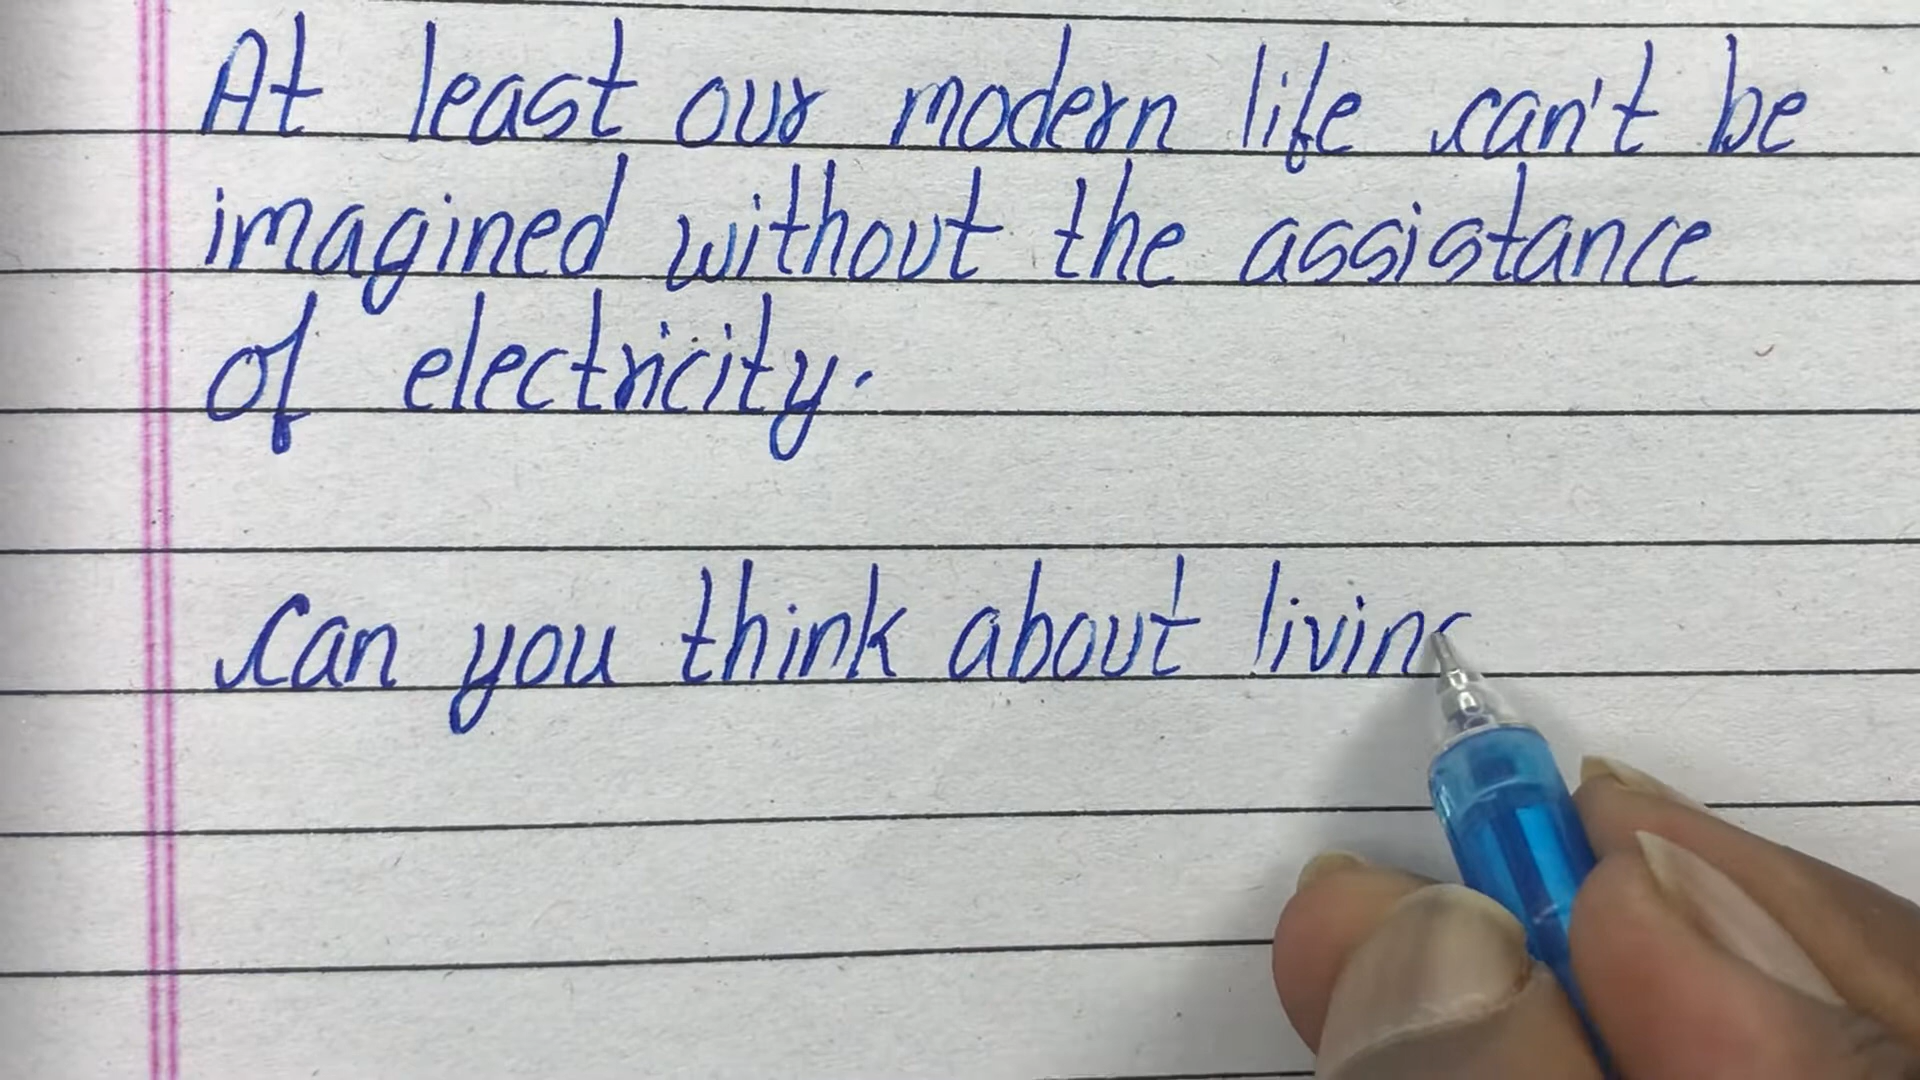 At least our modern life can't be
imagined without the assistance
of electricity.
Can you think about livin